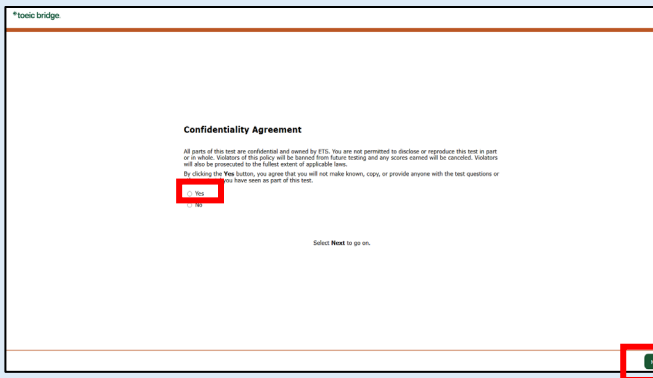 *toeic bridge.
Confidentiality Agreement
All parts of this test are confidential and owned by ETS. You are not permitted to disclose or reproduce this test in part
or in whole. Violators of this policy will be banned from future testing and any scores earned will be canceled. Violators
will also be prosecuted to the fullest extent of applicable laws.
By clicking the Yes button, you agree that you will not make known, copy, or provide anyone with the test questions or
you have seen as part of this test.
Yes
No
Select Next to go on.